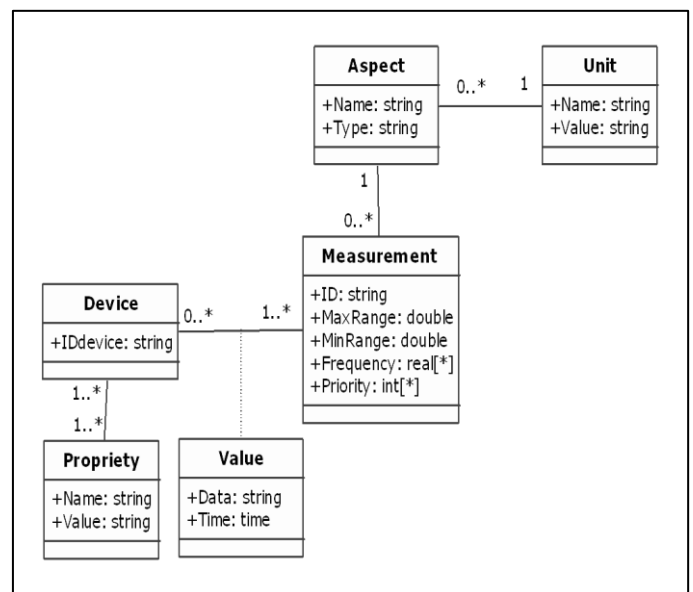 Aspect
+Name: string
+Type: string
0..*
1
Unit
+Name: string
+Value: string
1
0..*
Measurement
+ID: string
+MaxRange: double
+MinRange: double
+Frequency: real[*]
+Priority: int[*]
Device
+IDdevice: string
0..*
1..*
1..*
1..*
Propriety
+Name: string
+Value: string
Value
+Data: string
+Time: time